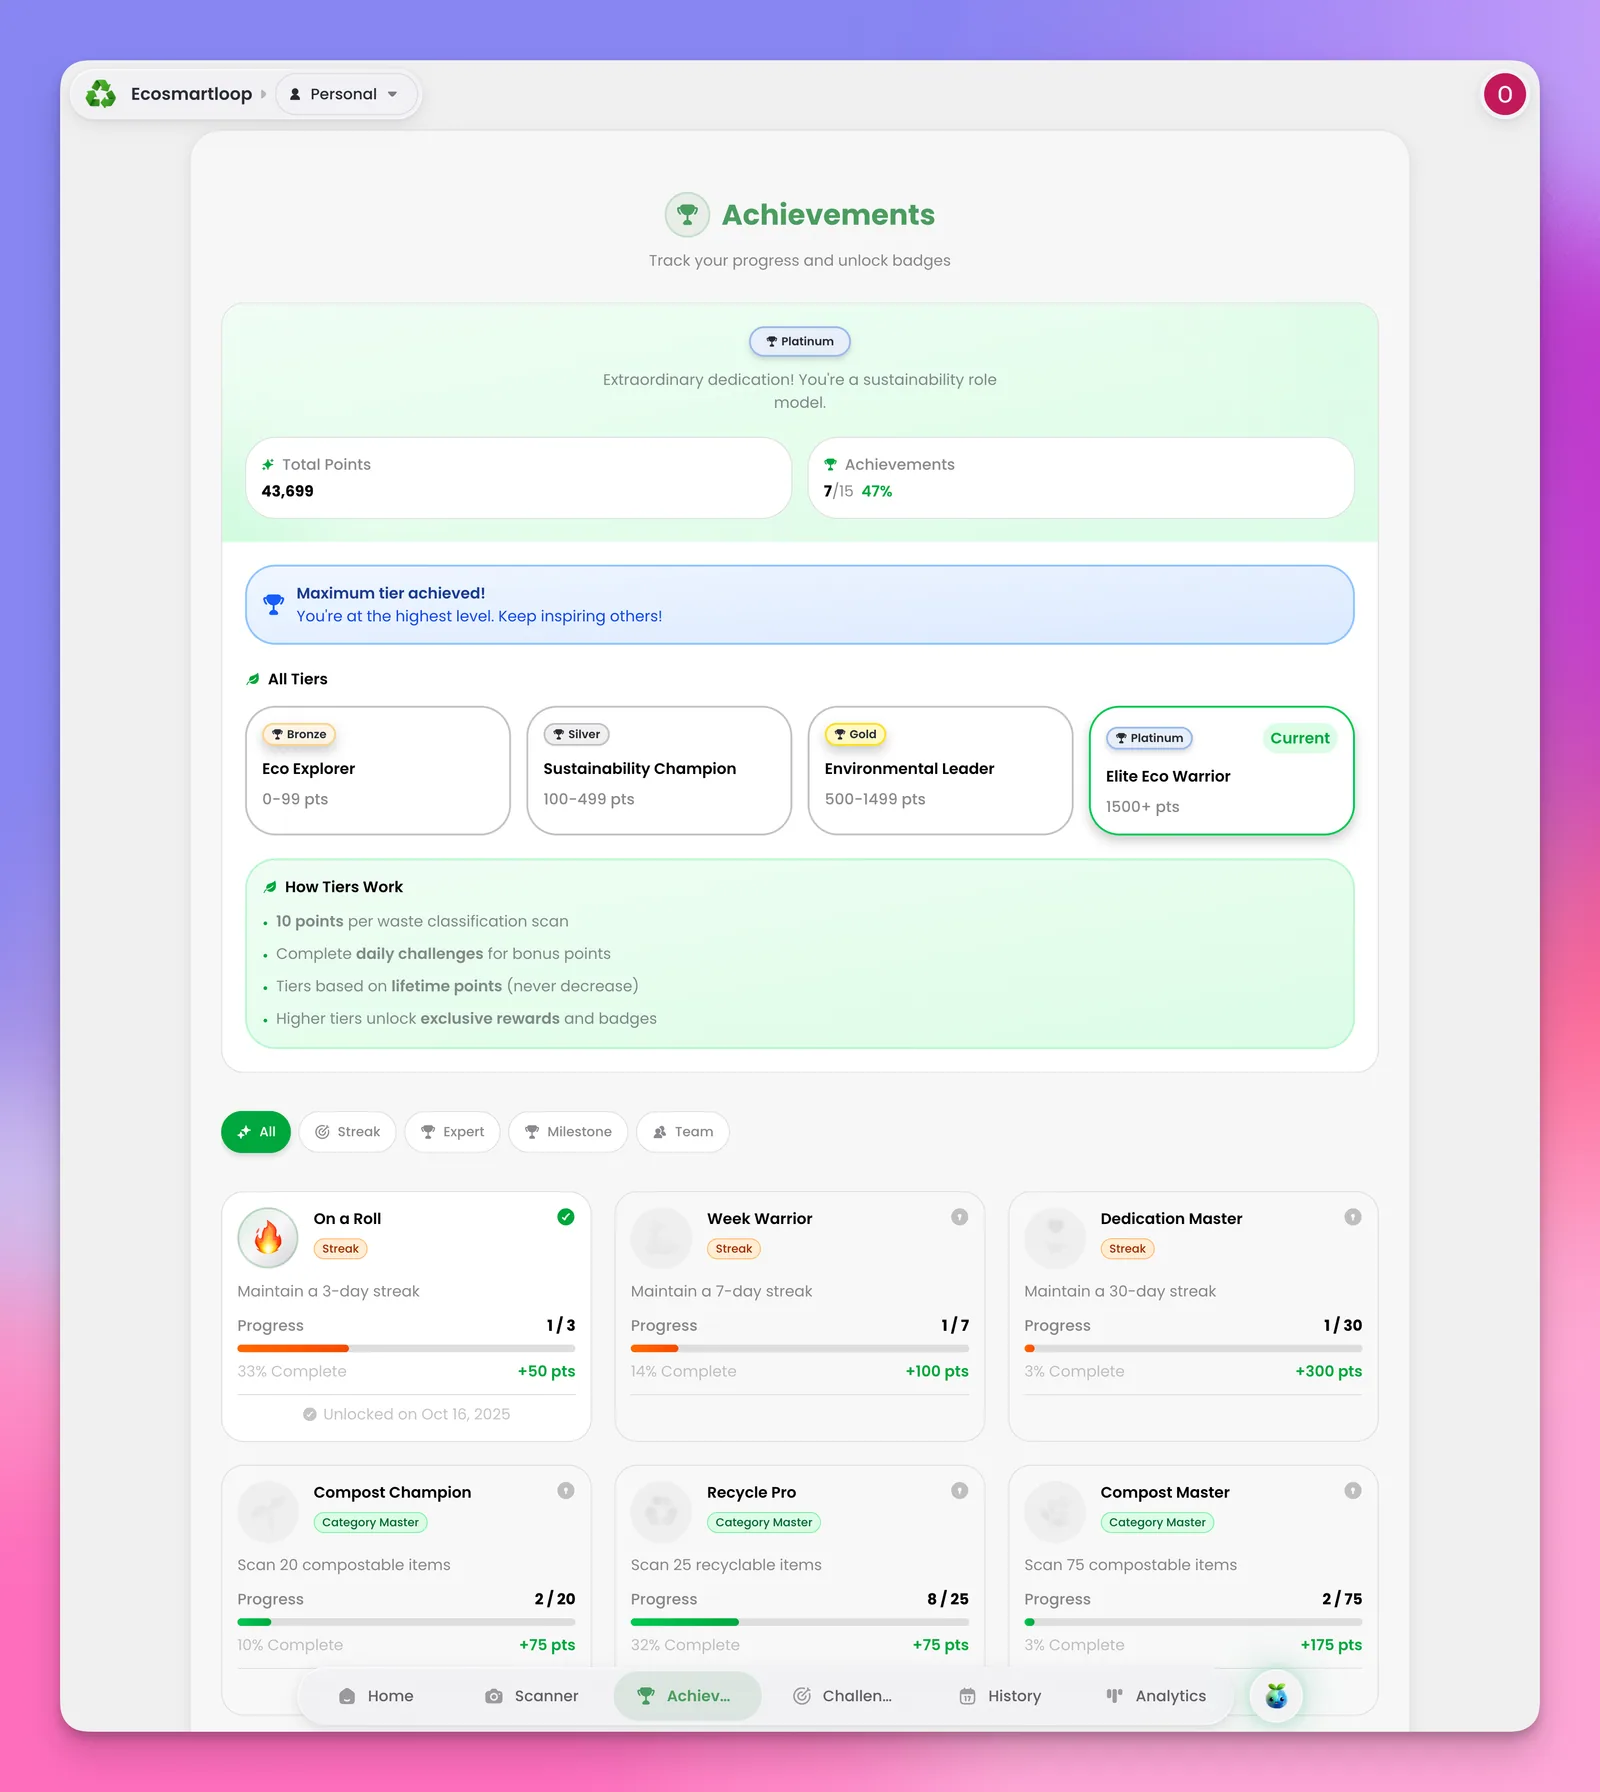 Ecosmartloop
Personal
O
Achievements
Track your progress and unlock badges
Platinum
Extraordinary dedication! You're a sustainability role
model.
Total Points
43,699
Achievements
7/15 47%
Maximum tier achieved!
You're at the highest level. Keep inspiring others!
All Tiers
Bronze
Eco Explorer
0-99 pts
Silver
Sustainability Champion
100-499 pts
Gold
Environmental Leader
500-1499 pts
Platinum
Current
Elite Eco Warrior
1500+ pts
How Tiers Work
• 10 points per waste classification scan
• Complete daily challenges for bonus points
• Tiers based on lifetime points (never decrease)
• Higher tiers unlock exclusive rewards and badges
All
Streak
Expert
Milestone
Team
On a Roll
Streak
Maintain a 3-day streak
Progress 1 / 3
33% Complete +50 pts
Unlocked on Oct 16, 2025
Week Warrior
Streak
Maintain a 7-day streak
Progress 1 / 7
14% Complete +100 pts
Dedication Master
Streak
Maintain a 30-day streak
Progress 1 / 30
3% Complete +300 pts
Compost Champion
Category Master
Scan 20 compostable items
Progress 2 / 20
10% Complete +75 pts
Recycle Pro
Category Master
Scan 25 recyclable items
Progress 8 / 25
32% Complete +75 pts
Compost Master
Category Master
Scan 75 compostable items
Progress 2 / 75
3% Complete +175 pts
Home
Scanner
Achiev...
Challen...
17
History
Analytics